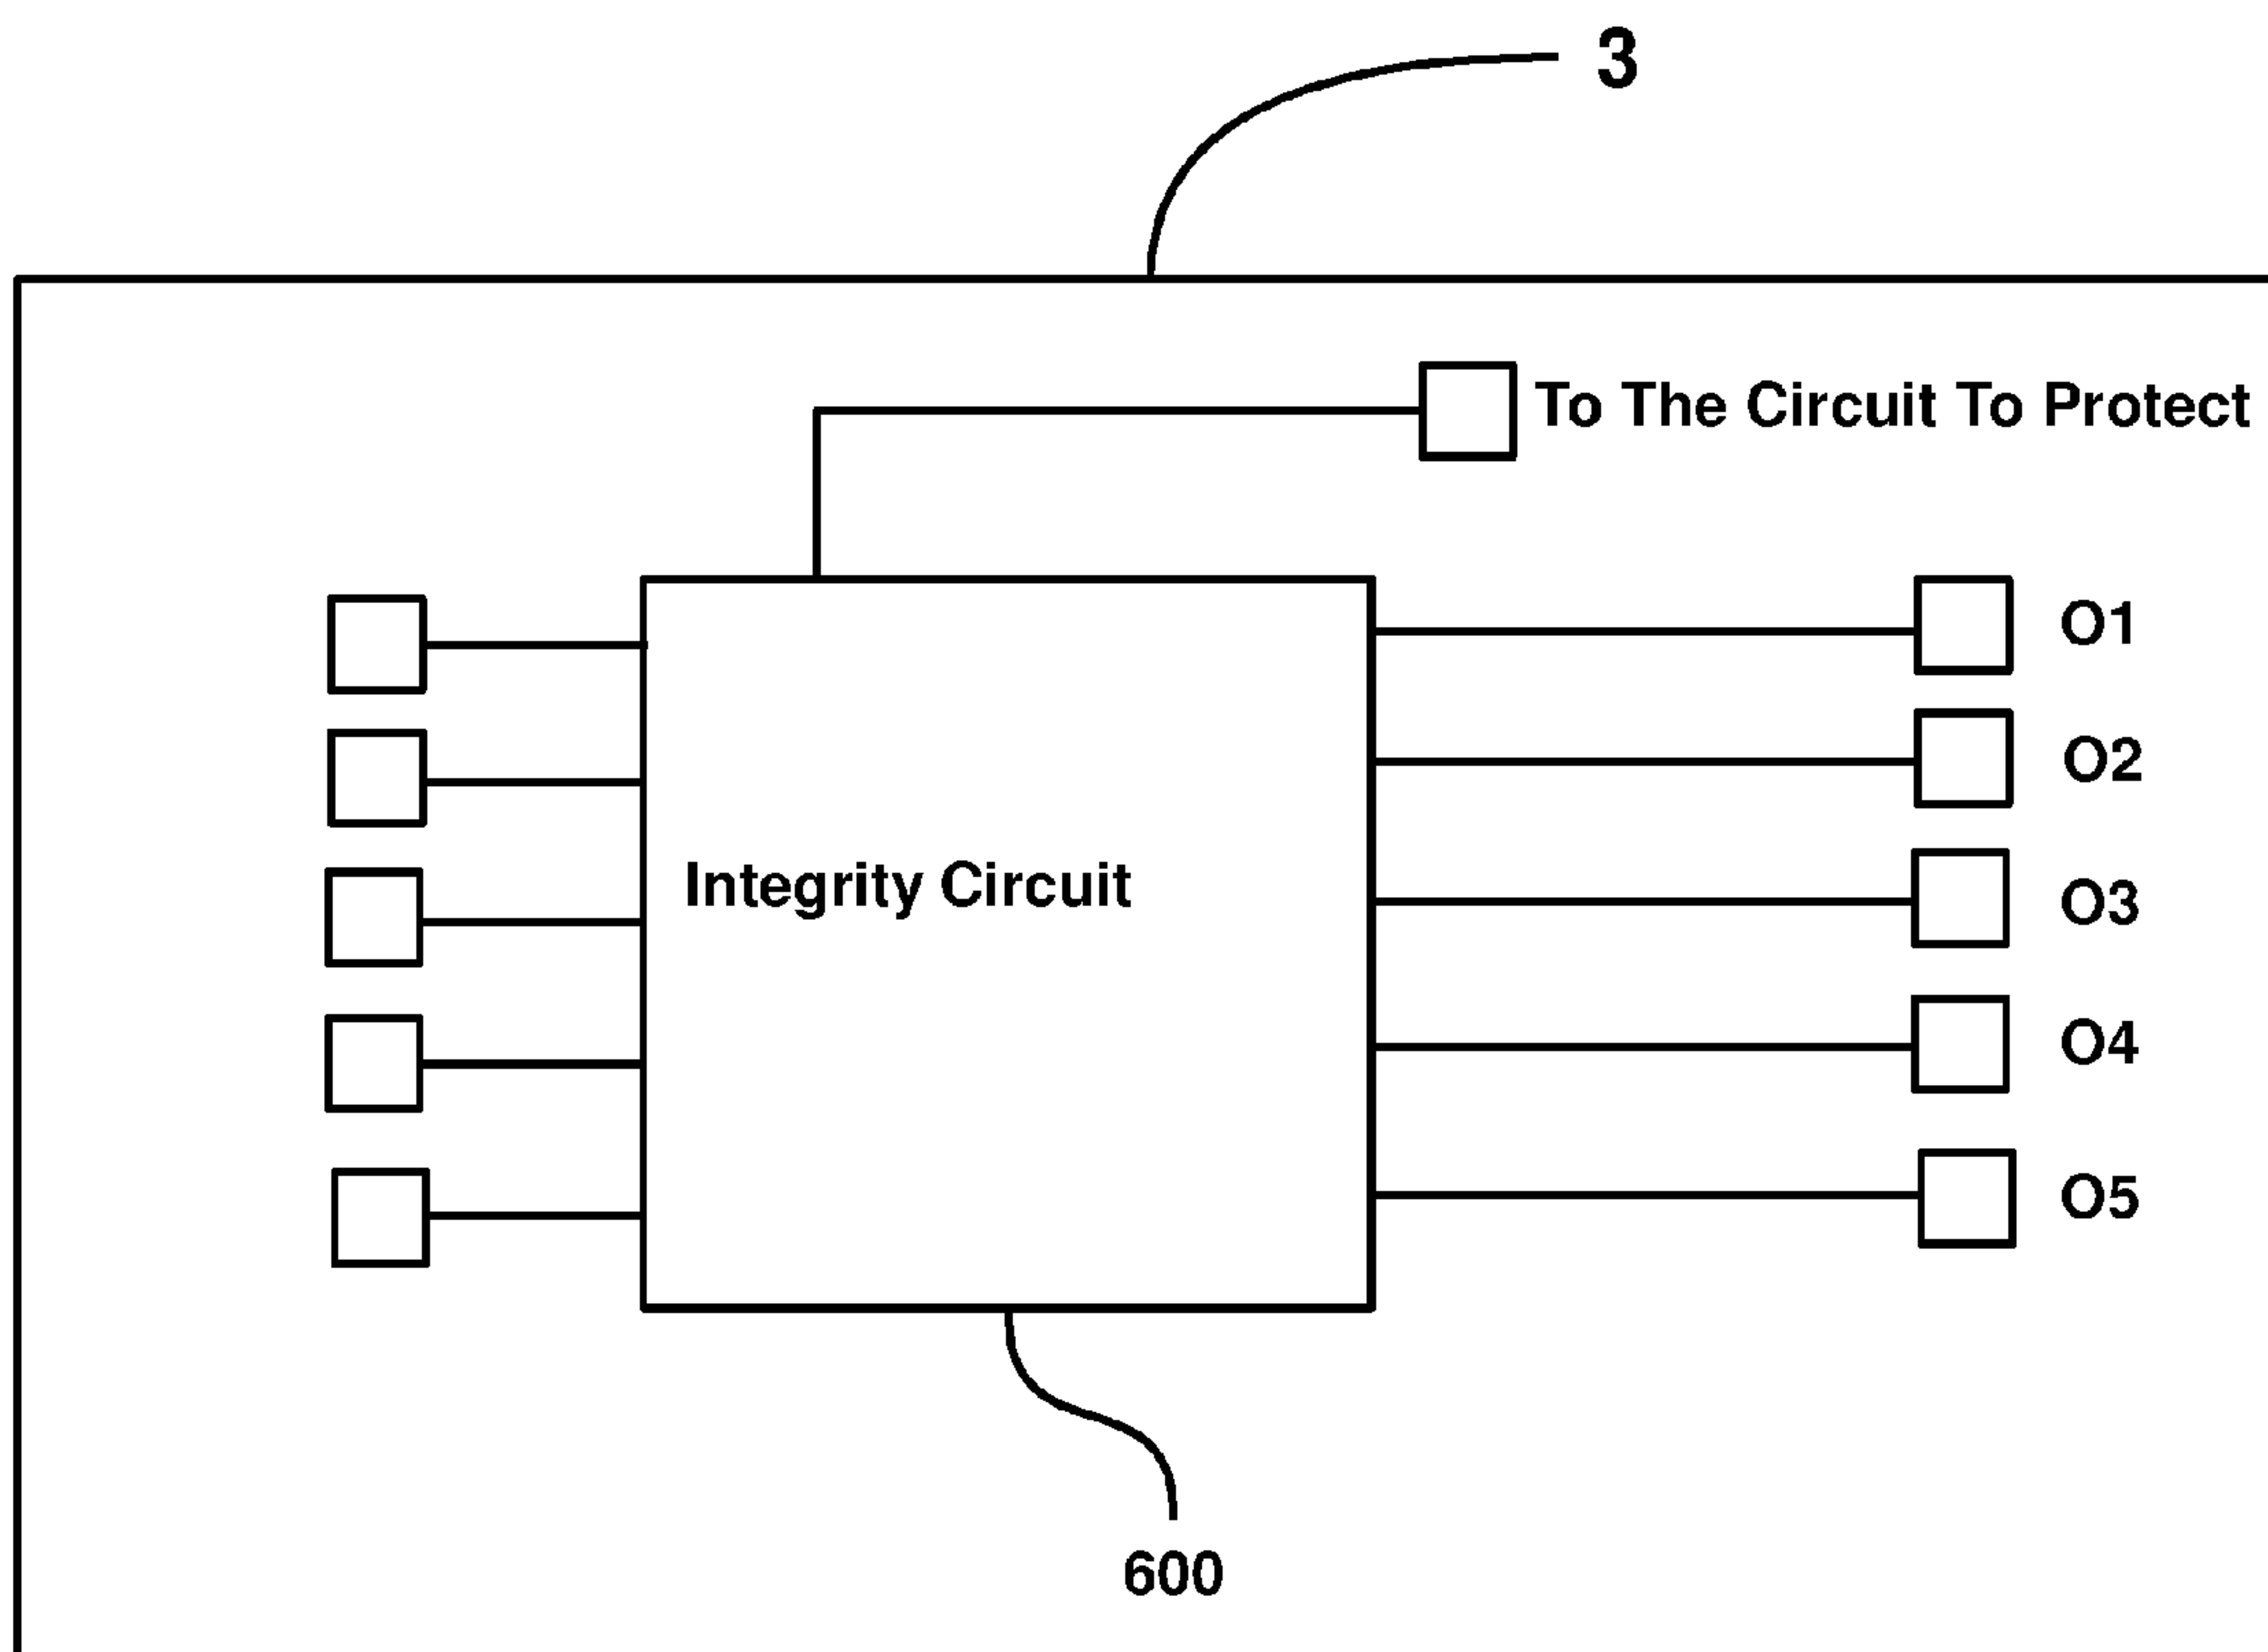 3
To The Circuit To Protect
O1
O2
Integrity Circuit
O3
O4
O5
600